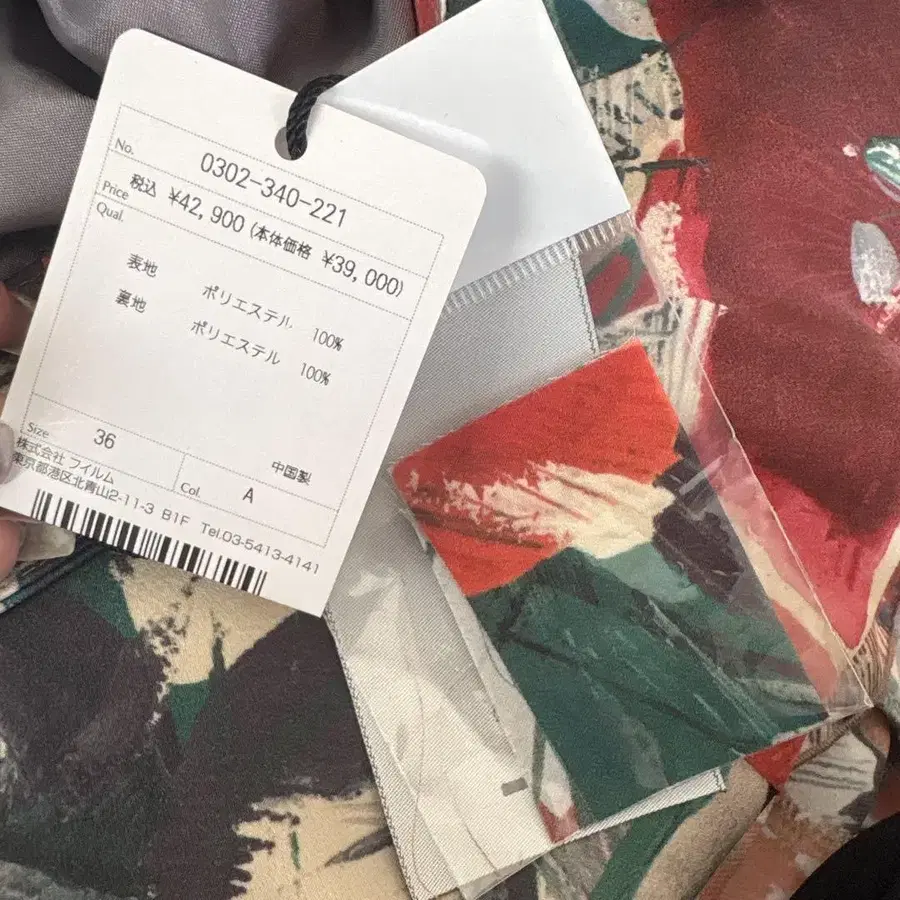 No. 0302-340-221
Price 税込 ¥42,900 (本体価格 ¥39,000)
Qual.
表地 ポリエステル 100%
裏地 ポリエステル 100%
Size 36 中国製
Col. A
株式会社 フイルム
東京都港区北青山2-11-3 B1F Tel.03-5413-4141